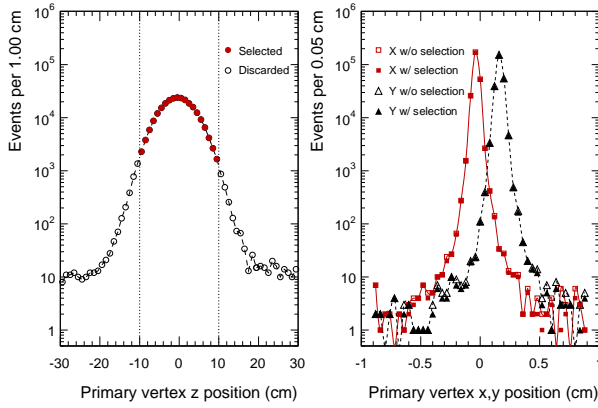 Events per 1.00 cm
10⁶
10⁵
10⁴
10³
10²
10
1
Selected
Discarded
-30 -20 -10 0 10 20 30
Primary vertex z position (cm)
Events per 0.05 cm
10⁶
10⁵
10⁴
10³
10²
10
1
X w/o selection
X w/ selection
Y w/o selection
Y w/ selection
-1 -0.5 0 0.5 1
Primary vertex x,y position (cm)